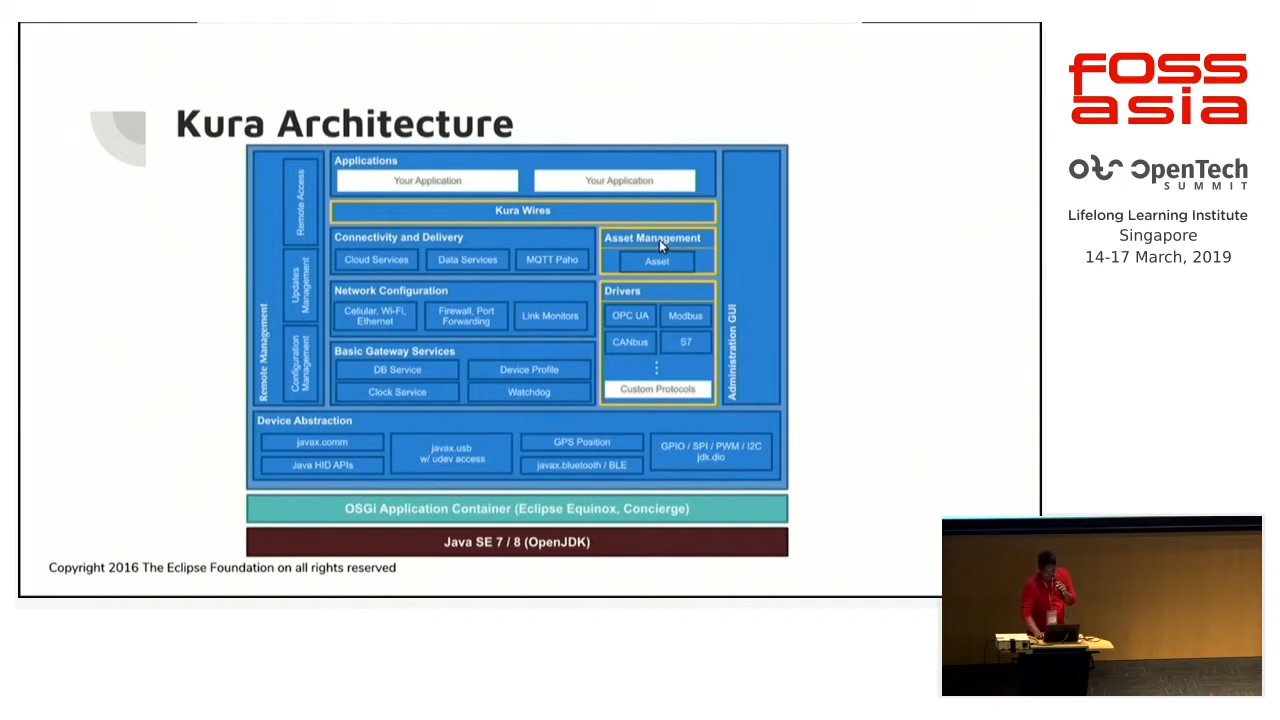 Kura Architecture
Remote Management
Remote Access
Updates
Management
Configuration
Management
Applications
Your Application
Your Application
Kura Wires
Connectivity and Delivery
Cloud Services
Data Services
MQTT Paho
Asset Management
Asset
Network Configuration
Cellular, Wi-Fi,
Ethernet
Firewall, Port
Forwarding
Link Monitors
Drivers
OPC UA
Modbus
CANbus
S7
Custom Protocols
Basic Gateway Services
DB Service
Device Profile
Clock Service
Watchdog
Administration GUI
Device Abstraction
javax.comm
Java HID APIs
javax.usb
w/ udev access
GPS Position
javax.bluetooth / BLE
GPIO / SPI / PWM / I2C
jdk.dio
OSGi Application Container (Eclipse Equinox, Concierge)
Java SE 7 / 8 (OpenJDK)
Copyright 2016 The Eclipse Foundation on all rights reserved
foss
asia
OpenTech
SUMMIT
Lifelong Learning Institute
Singapore
14-17 March, 2019